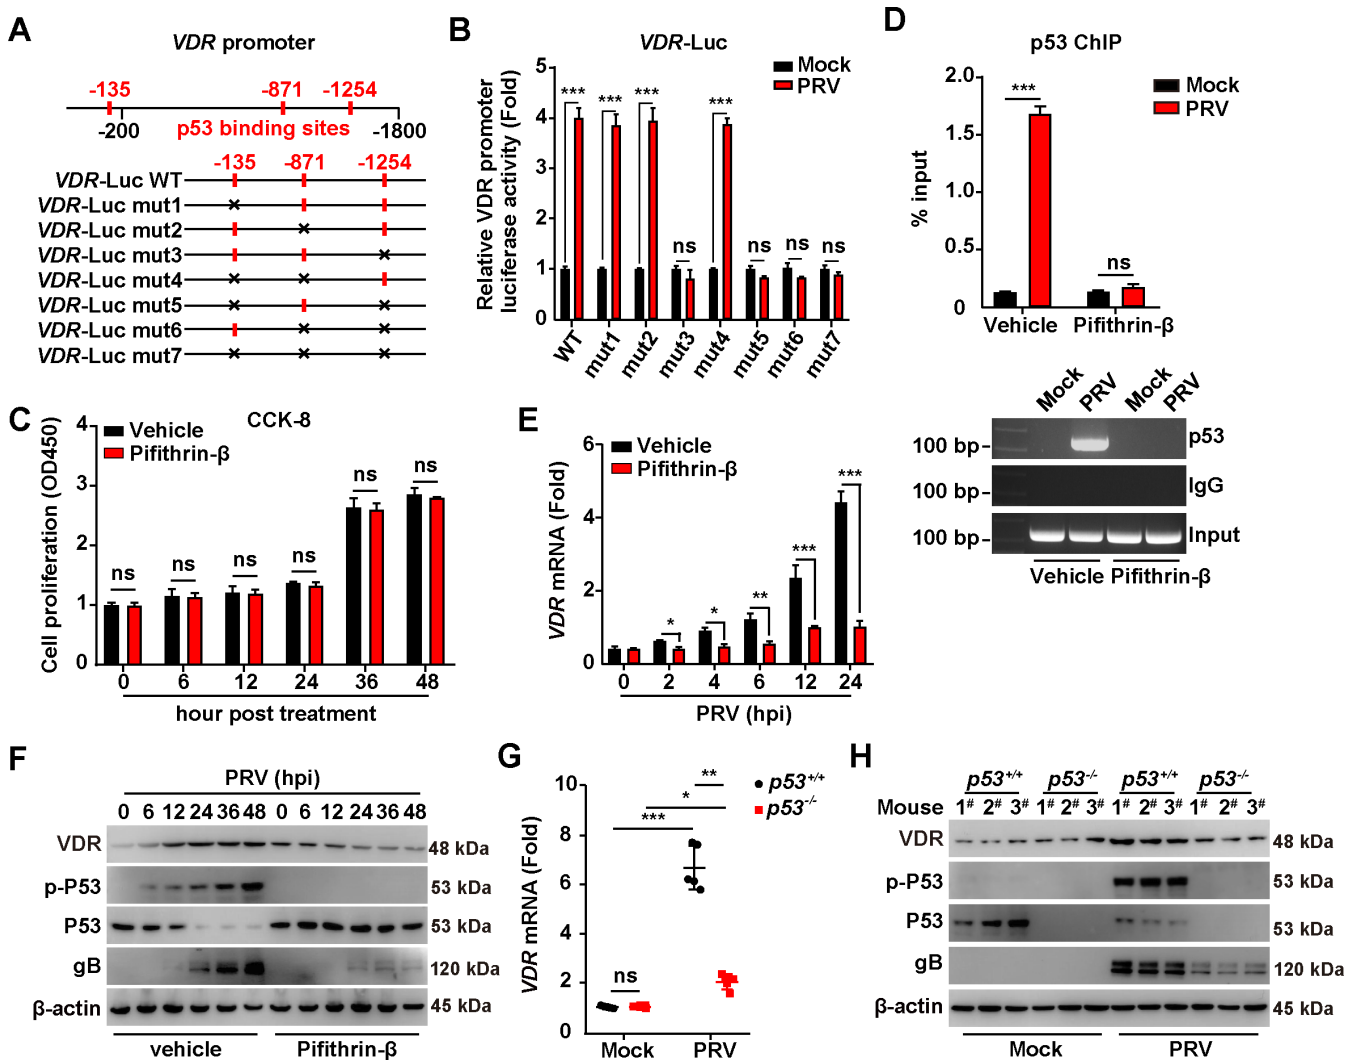 A
VDR promoter
-135
-871
-1254
-200
p53 binding sites
-1800
-135
-871
-1254
VDR-Luc WT
VDR-Luc mut1
VDR-Luc mut2
VDR-Luc mut3
VDR-Luc mut4
VDR-Luc mut5
VDR-Luc mut6
VDR-Luc mut7
B
VDR-Luc
Mock
PRV
Relative VDR promoter
luciferase activity (Fold)
5
4
3
2
1
0
*** *** *** ns *** ns ns ns
WT mut1 mut2 mut3 mut4 mut5 mut6 mut7
D
p53 ChIP
Mock
PRV
% input
2.0
1.5
1.0
0.5
0
***
ns
Vehicle Pifithrin-β
Mock PRV Mock PRV
100 bp p53
100 bp IgG
100 bp Input
Vehicle Pifithrin-β
C
CCK-8
Vehicle
Pifithrin-β
Cell proliferation (OD450)
4
3
2
1
0
ns ns ns ns ns ns
0 6 12 24 36 48
hour post treatment
E
Vehicle
Pifithrin-β
VDR mRNA (Fold)
6
4
2
0
* * ** *** ***
0 2 4 6 12 24
PRV (hpi)
F
PRV (hpi)
0 6 12 24 36 48 0 6 12 24 36 48
VDR 48 kDa
p-P53 53 kDa
P53 53 kDa
gB 120 kDa
β-actin 45 kDa
vehicle Pifithrin-β
G
p53+/+
p53-/-
VDR mRNA (Fold)
10
8
6
4
2
0
**
*
***
ns
Mock PRV
H
p53+/+ p53-/- p53+/+ p53-/-
Mouse 1# 2# 3# 1# 2# 3# 1# 2# 3# 1# 2# 3#
VDR 48 kDa
p-P53 53 kDa
P53 53 kDa
gB 120 kDa
β-actin 45 kDa
Mock PRV